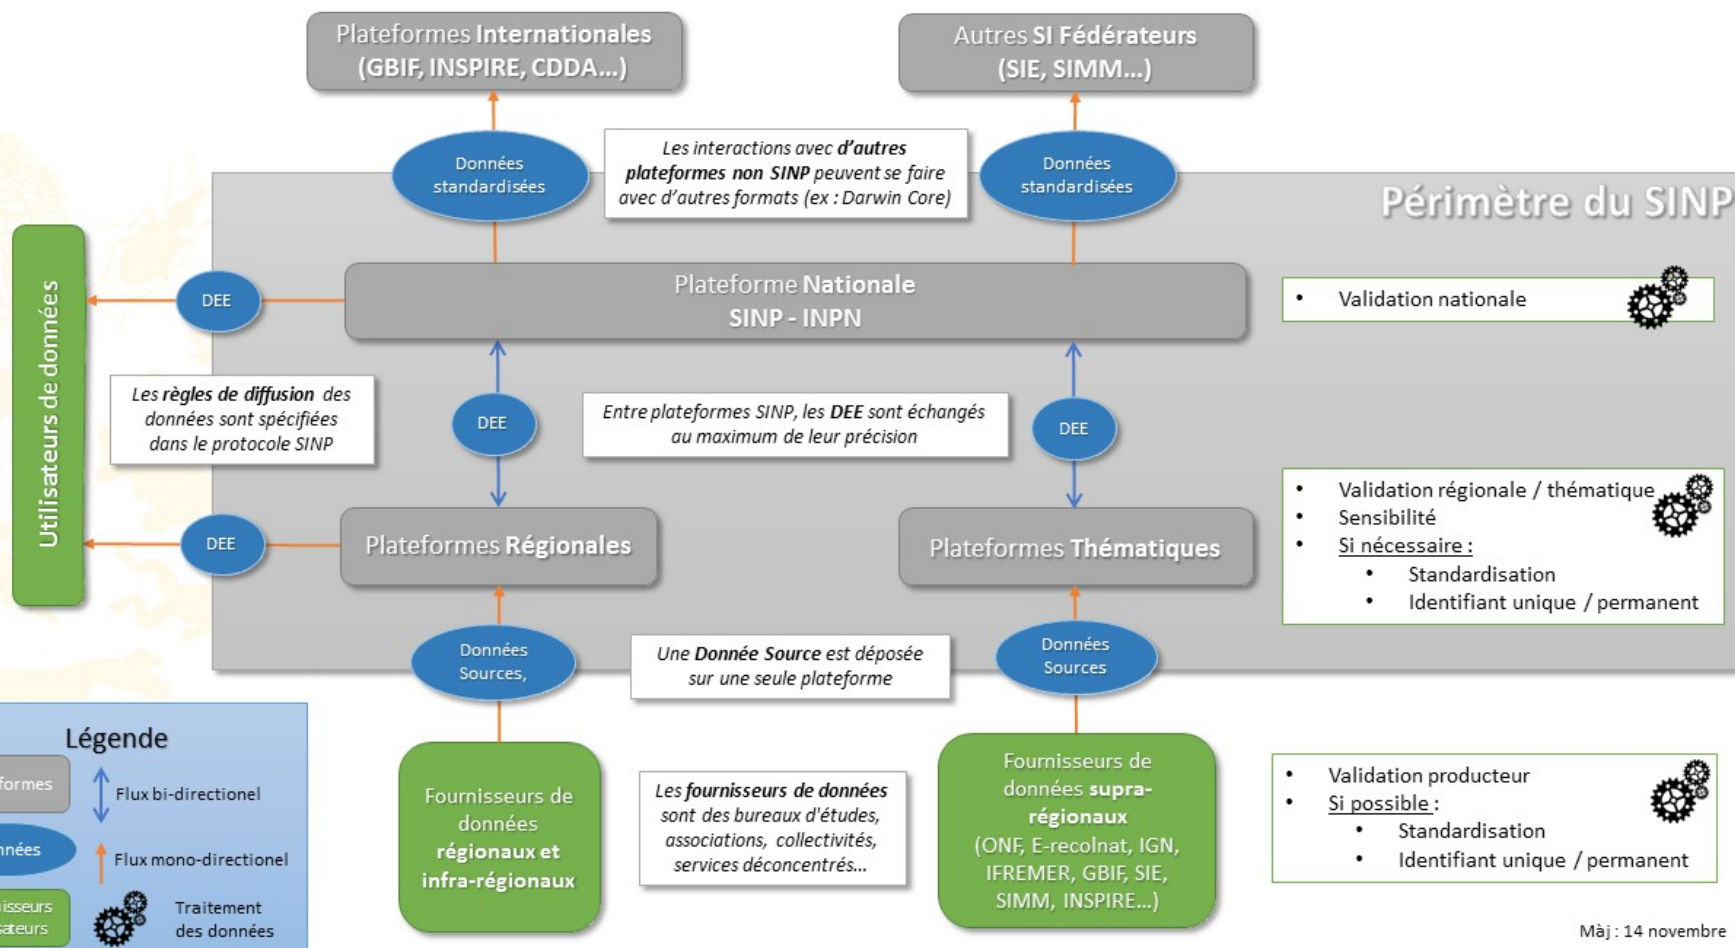 Plateformes Internationales
(GBIF, INSPIRE, CDDA...)
Autres SI Fédérateurs
(SIE, SIMM...)
Données
standardisées
Les interactions avec d'autres
plateformes non SINP peuvent se faire
avec d'autres formats (ex : Darwin Core)
Données
standardisées
Périmètre du SINP
Utilisateurs de données
DEE
Plateforme Nationale
SINP - INPN
• Validation nationale
Les règles de diffusion des
données sont spécifiées
dans le protocole SINP
DEE
Entre plateformes SINP, les DEE sont échangés
au maximum de leur précision
DEE
DEE
Plateformes Régionales
Plateformes Thématiques
• Validation régionale / thématique
• Sensibilité
• Si nécessaire :
• Standardisation
• Identifiant unique / permanent
Données
Sources,
Une Donnée Source est déposée
sur une seule plateforme
Données
Sources
Légende
formes
Flux bi-directionel
nnées
Flux mono-directionel
isseurs
sateurs
Traitement
des données
Fournisseurs de
données
régionaux et
infra-régionaux
Les fournisseurs de données
sont des bureaux d'études,
associations, collectivités,
services déconcentrés...
Fournisseurs de
données supra-
régionaux
(ONF, E-recolnat, IGN,
IFREMER, GBIF, SIE,
SIMM, INSPIRE...)
• Validation producteur
• Si possible :
• Standardisation
• Identifiant unique / permanent
Màj : 14 novembre